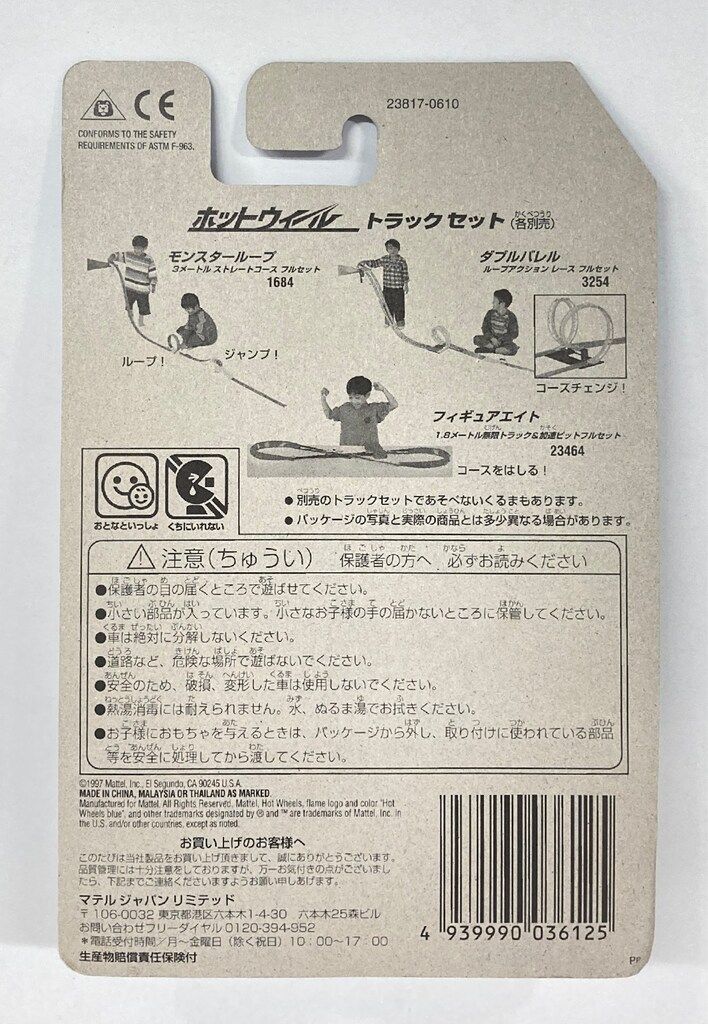 23817-0610
CE
CONFORMS TO THE SAFETY
REQUIREMENTS OF ASTM F-963.
ホットウィール トラックセット (各別売)
モンスターループ
3メートル ストレートコース フルセット
1684
ループ!
ジャンプ!
ダブルバレル
ループアクション レース フルセット
3254
コースチェンジ!
フィギュアエイト
1.8メートル無限トラック&加速ピットフルセット
23464
コースをはしる!
おとなといっしょ
くちにいれない
●別売のトラックセットであそべないくるまもあります。
●パッケージの写真と実際の商品とは多少異なる場合があります。
注意(ちゅうい) 保護者の方へ 必ずお読みください
●保護者の目の届くところで遊ばせてください。
●小さい部品が入っています。小さなお子様の手の届かないところに保管してください。
●車は絶対に分解しないください。
●道路など、危険な場所で遊ばないでください。
●安全のため、破損、変形した車は使用しないでください。
●熱湯消毒には耐えられません。水、ぬるま湯でお拭きください。
●お子様におもちゃを与えるときは、パッケージから外し、取り付けに使われている部品
等を安全に処理してから渡してください。
©1997 Mattel, Inc., El Segundo, CA 90245 U.S.A.
MADE IN CHINA, MALAYSIA OR THAILAND AS MARKED.
Manufactured for Mattel. All Rights Reserved. Mattel, Hot Wheels, flame logo and color "Hot
Wheels blue", and other trademarks designated by ® and ™ are trademarks of Mattel, Inc. in
the U.S. and/or other countries, except as noted.
お買い上げのお客様へ
このたびは当社製品をお買い上げ頂きまして、誠にありがとうございます。
品質管理には十分注意をしておりますが、万一お気付きの点がございまし
たら、下記までご連絡くださいますようお願い申しあげます。
マテル ジャパン リミテッド
〒106-0032 東京都港区六本木1-4-30 六本木25森ビル
お問い合わせフリーダイヤル 0120-394-952
*電話受付時間/月〜金曜日 (除く祝日) 10:00〜17:00
生産物賠償責任保険付
4 939990 036125